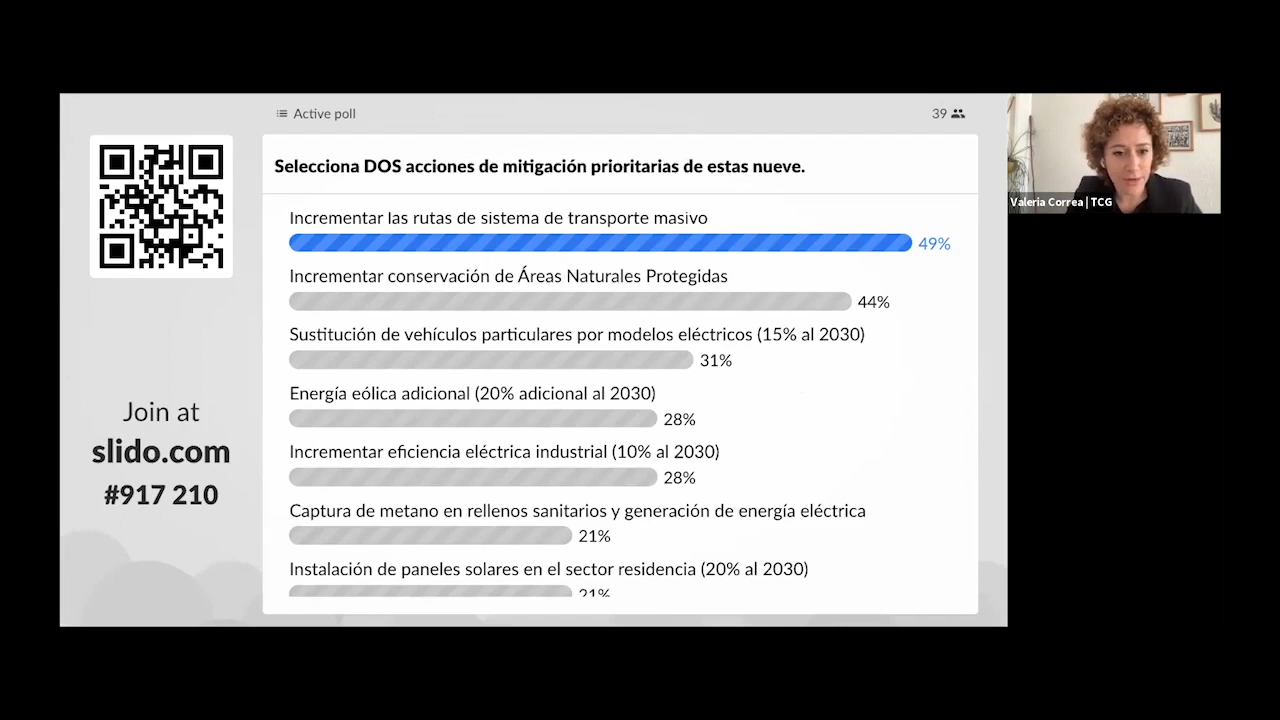 Active poll
39
Selecciona DOS acciones de mitigación prioritarias de estas nueve.
Incrementar las rutas de sistema de transporte masivo
49%
Incrementar conservación de Áreas Naturales Protegidas
44%
Sustitución de vehículos particulares por modelos eléctricos (15% al 2030)
31%
Energía eólica adicional (20% adicional al 2030)
28%
Incrementar eficiencia eléctrica industrial (10% al 2030)
28%
Captura de metano en rellenos sanitarios y generación de energía eléctrica
21%
Instalación de paneles solares en el sector residencia (20% al 2030)
21%
Join at
slido.com
#917 210
Valeria Correa | TCG